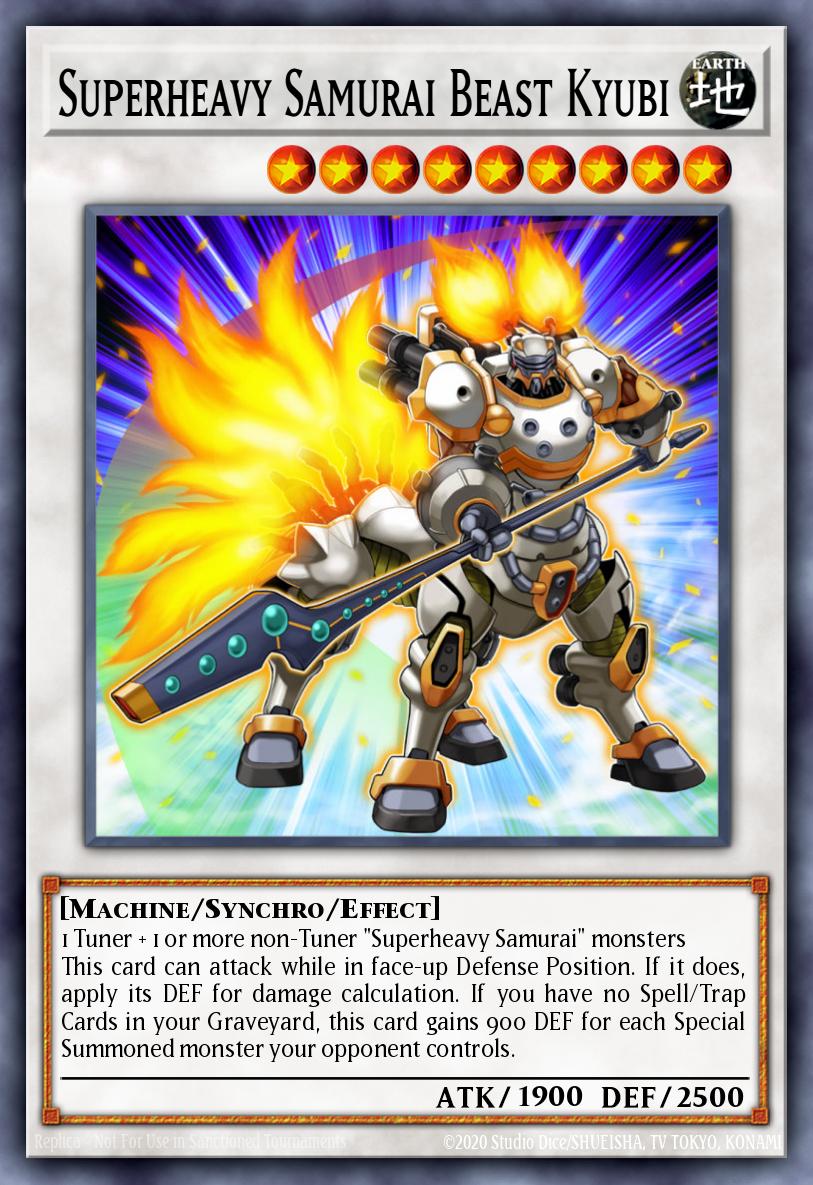 Superheavy Samurai Beast Kyubi
EARTH
地
[Machine/Synchro/Effect]
1 Tuner + 1 or more non-Tuner "Superheavy Samurai" monsters
This card can attack while in face-up Defense Position. If it does,
apply its DEF for damage calculation. If you have no Spell/Trap
Cards in your Graveyard, this card gains 900 DEF for each Special
Summoned monster your opponent controls.
ATK/1900 DEF/2500
Replica - Not For Use in Sanctioned Tournaments ©2020 Studio Dice/SHUEISHA, TV TOKYO, KONAMI